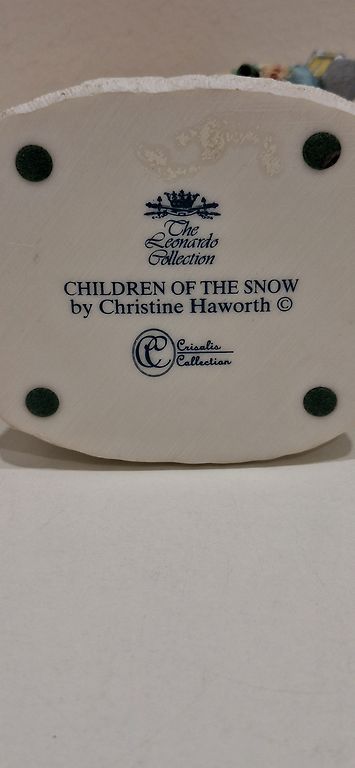 The
Leonardo
Collection
CHILDREN OF THE SNOW
by Christine Haworth ©
CC Crisalis
Collection